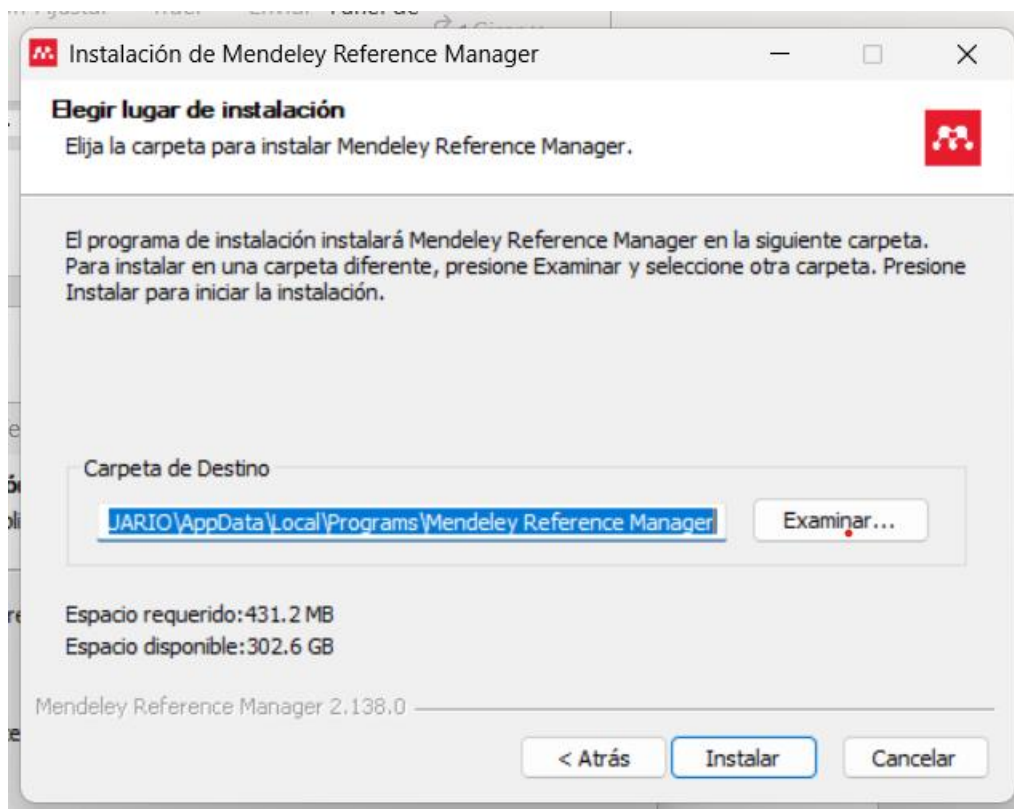 Instalación de Mendeley Reference Manager
Elegir lugar de instalación
Elija la carpeta para instalar Mendeley Reference Manager.
El programa de instalación instalará Mendeley Reference Manager en la siguiente carpeta.
Para instalar en una carpeta diferente, presione Examinar y seleccione otra carpeta. Presione
Instalar para iniciar la instalación.
Carpeta de Destino
JARIO\AppData\Local\Programs\Mendeley Reference Manager
Examinar...
Espacio requerido:431.2 MB
Espacio disponible:302.6 GB
Mendeley Reference Manager 2.138.0
< Atrás
Instalar
Cancelar